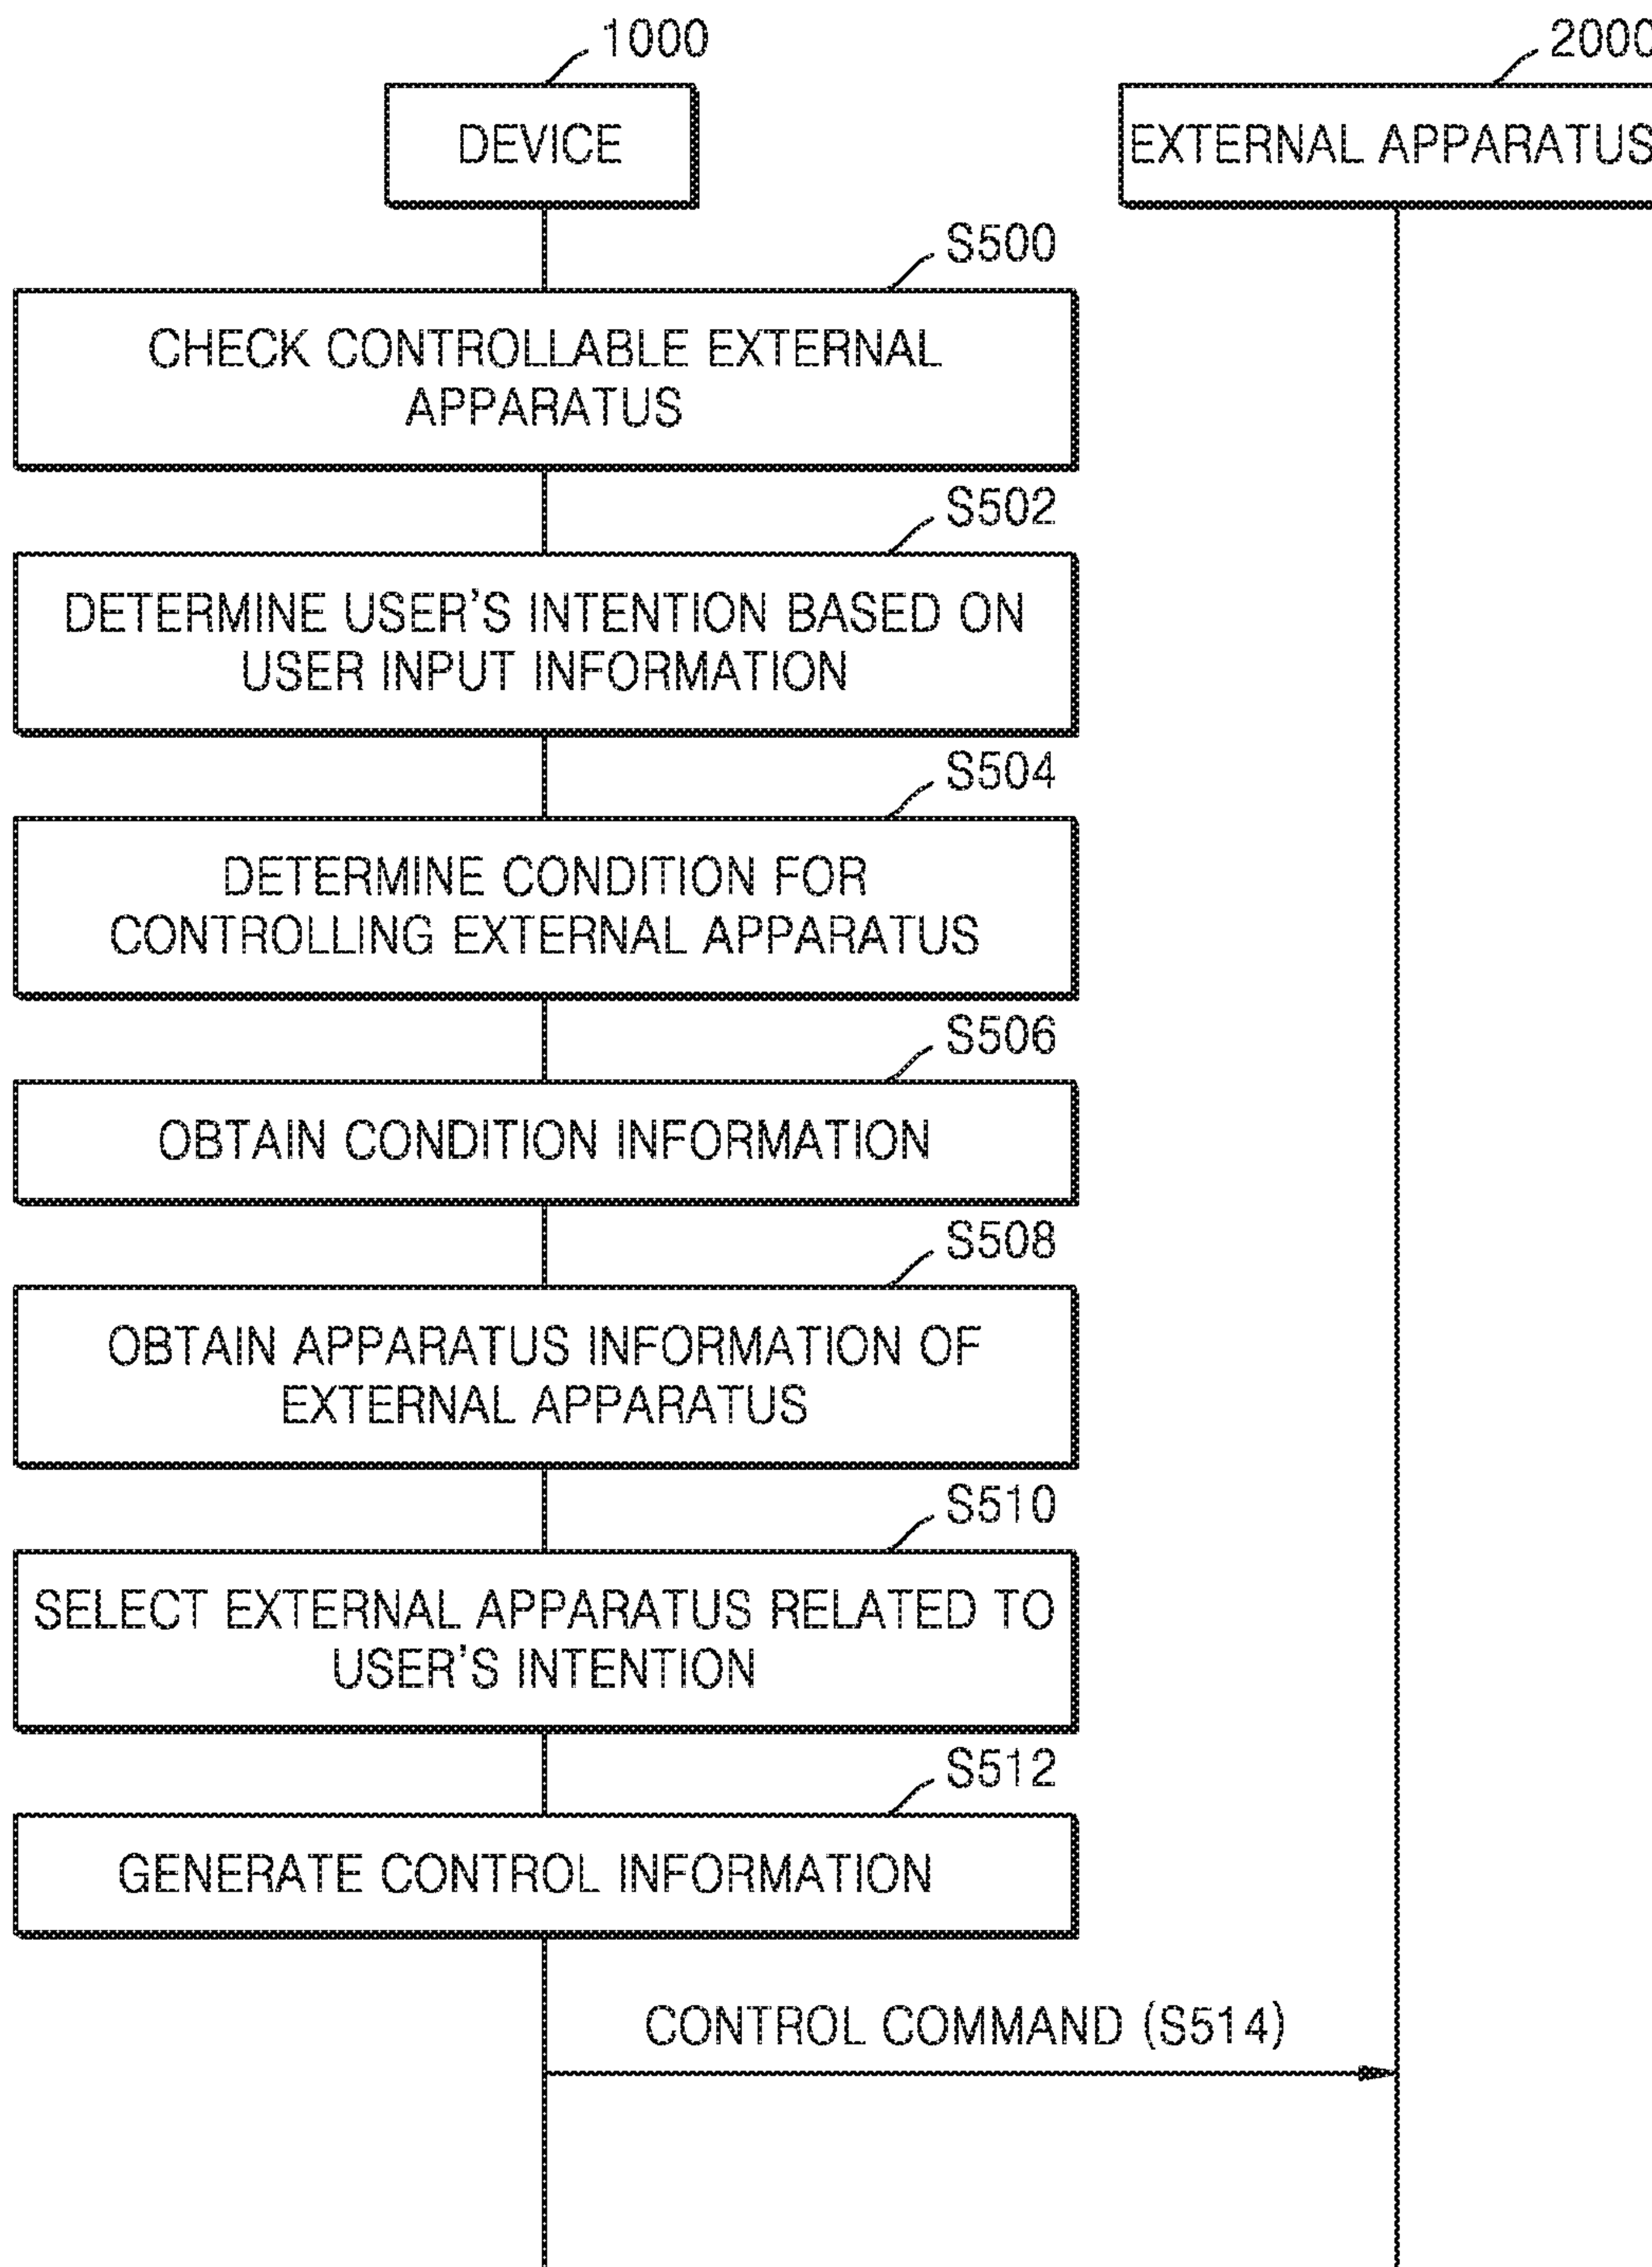 1000
2000
DEVICE
EXTERNAL APPARATUS
S500
CHECK CONTROLLABLE EXTERNAL
APPARATUS
S502
DETERMINE USER'S INTENTION BASED ON
USER INPUT INFORMATION
S504
DETERMINE CONDITION FOR
CONTROLLING EXTERNAL APPARATUS
S506
OBTAIN CONDITION INFORMATION
S508
OBTAIN APPARATUS INFORMATION OF
EXTERNAL APPARATUS
S510
SELECT EXTERNAL APPARATUS RELATED TO
USER'S INTENTION
S512
GENERATE CONTROL INFORMATION
CONTROL COMMAND (S514)